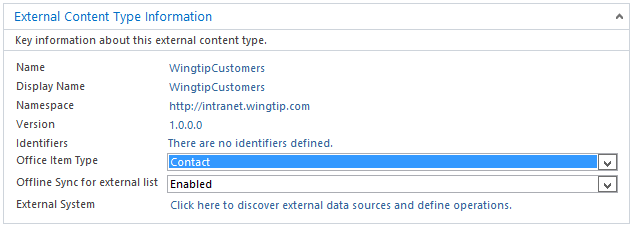 External Content Type Information
Key information about this external content type.
Name WingtipCustomers
Display Name WingtipCustomers
Namespace http://intranet.wingtip.com
Version 1.0.0.0
Identifiers There are no identifiers defined.
Office Item Type Contact
Offline Sync for external list Enabled
External System Click here to discover external data sources and define operations.